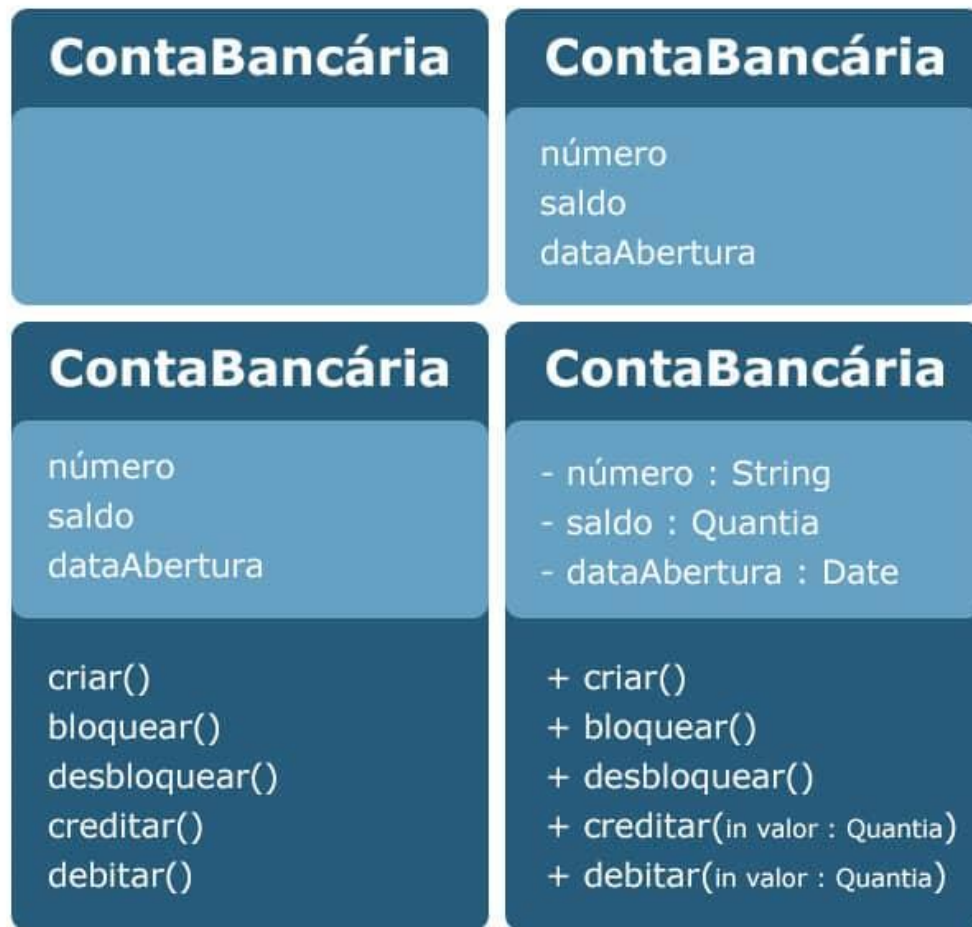 ContaBancária
ContaBancária
número
saldo
dataAbertura
ContaBancária
número
saldo
dataAbertura
criar()
bloquear()
desbloquear()
creditar()
debitar()
ContaBancária
- número : String
- saldo : Quantia
- dataAbertura : Date
+ criar()
+ bloquear()
+ desbloquear()
+ creditar(in valor : Quantia)
+ debitar(in valor : Quantia)